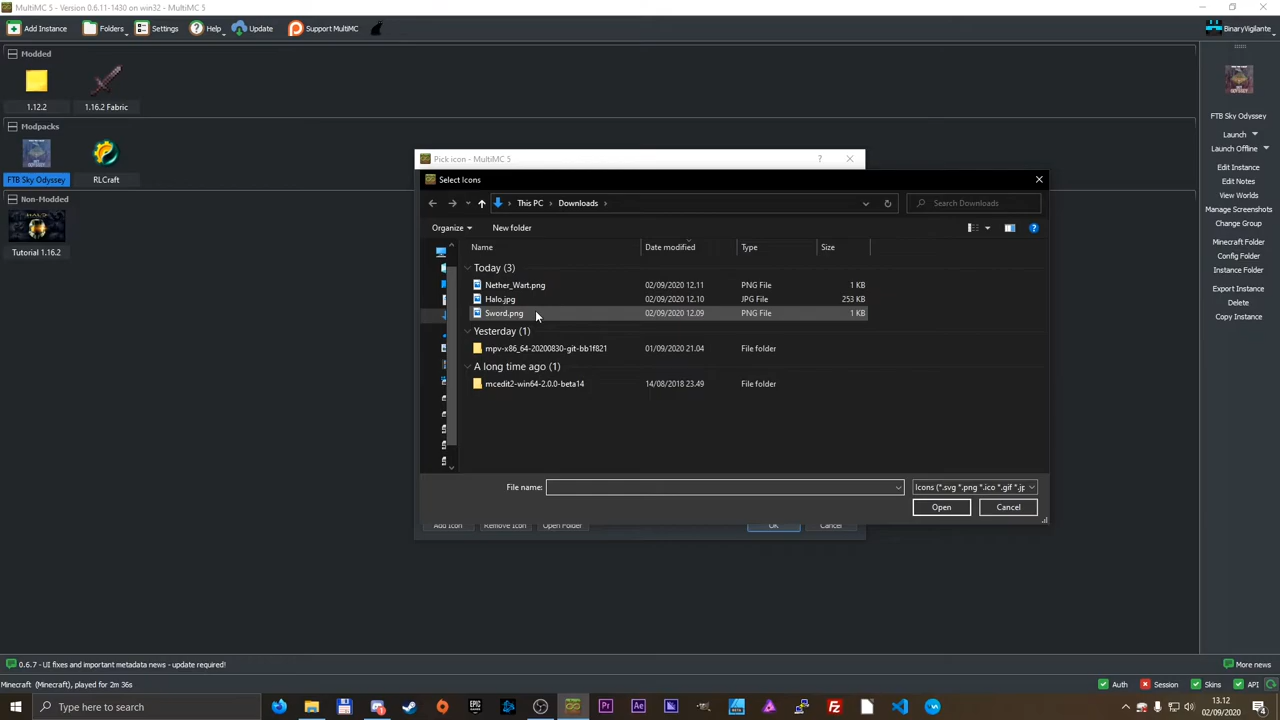 MultiMC 5 - Version 0.6.11-1430 on win32 - MultiMC 5
Add Instance Folders Settings Help Update Support MultiMC BinaryVigilante
Modded
1.12.2 1.16.2 Fabric
Modpacks
FTB Sky Odyssey RLCraft
Non-Modded
Tutorial 1.16.2
Pick icon - MultiMC 5 ?
Select Icons
This PC Downloads Search Downloads
Organize New folder
Name Date modified Type Size
Today (3)
Nether_Wart.png 02/09/2020 12.11 PNG File 1 KB
Halo.jpg 02/09/2020 12.10 JPG File 253 KB
Sword.png 02/09/2020 12.09 PNG File 1 KB
Yesterday (1)
mpv-x86_64-20200830-git-bb1f821 01/09/2020 21.04 File folder
A long time ago (1)
mcedit2-win64-2.0.0-beta14 14/08/2018 23.49 File folder
File name: Icons (*.svg *.png *.ico *.gif *.jp
Open Cancel
Add Icon Remove Icon Open Folder OK Cancel
FTB Sky Odyssey
Launch
Launch Offline
Edit Instance
Edit Notes
View Worlds
Manage Screenshots
Change Group
Minecraft Folder
Config Folder
Instance Folder
Export Instance
Delete
Copy Instance
0.6.7 - UI fixes and important metadata news - update required! More news
Minecraft (Minecraft), played for 2m 36s Auth Session Skins API
Type here to search
13.12
02/09/2020